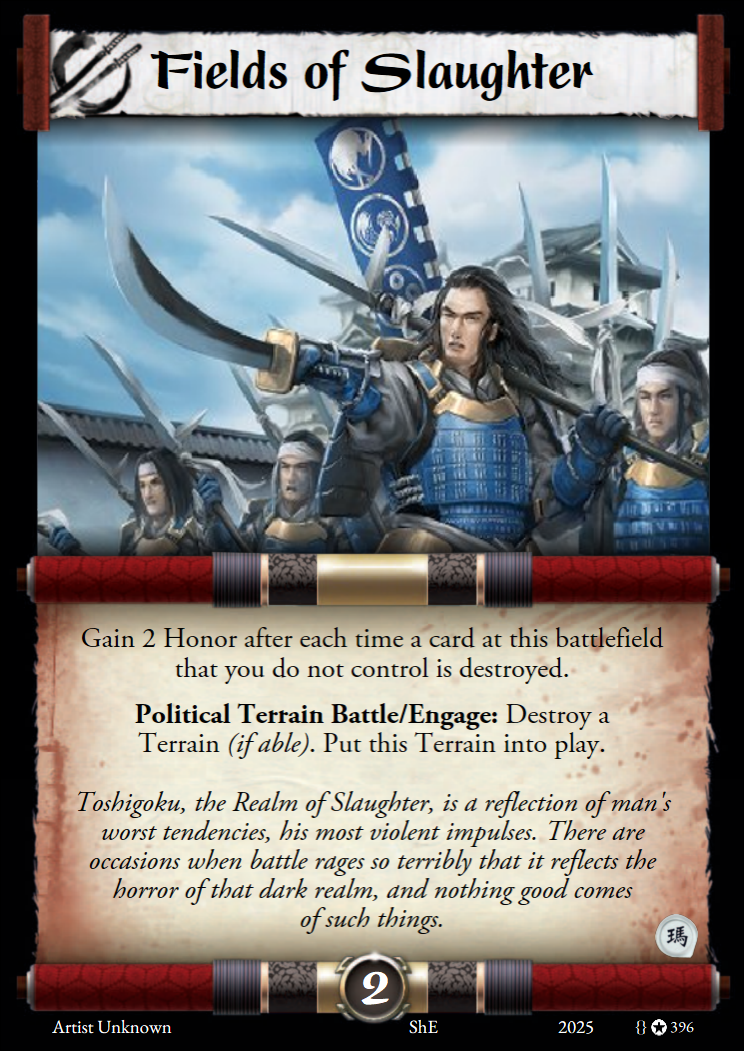 Fields of Slaughter
Gain 2 Honor after each time a card at this battlefield
that you do not control is destroyed.
Political Terrain Battle/Engage: Destroy a
Terrain (if able). Put this Terrain into play.
Toshigoku, the Realm of Slaughter, is a reflection of man's
worst tendencies, his most violent impulses. There are
occasions when battle rages so terribly that it reflects the
horror of that dark realm, and nothing good comes
of such things.
瑪
2
Artist Unknown ShE 2025 {} 396